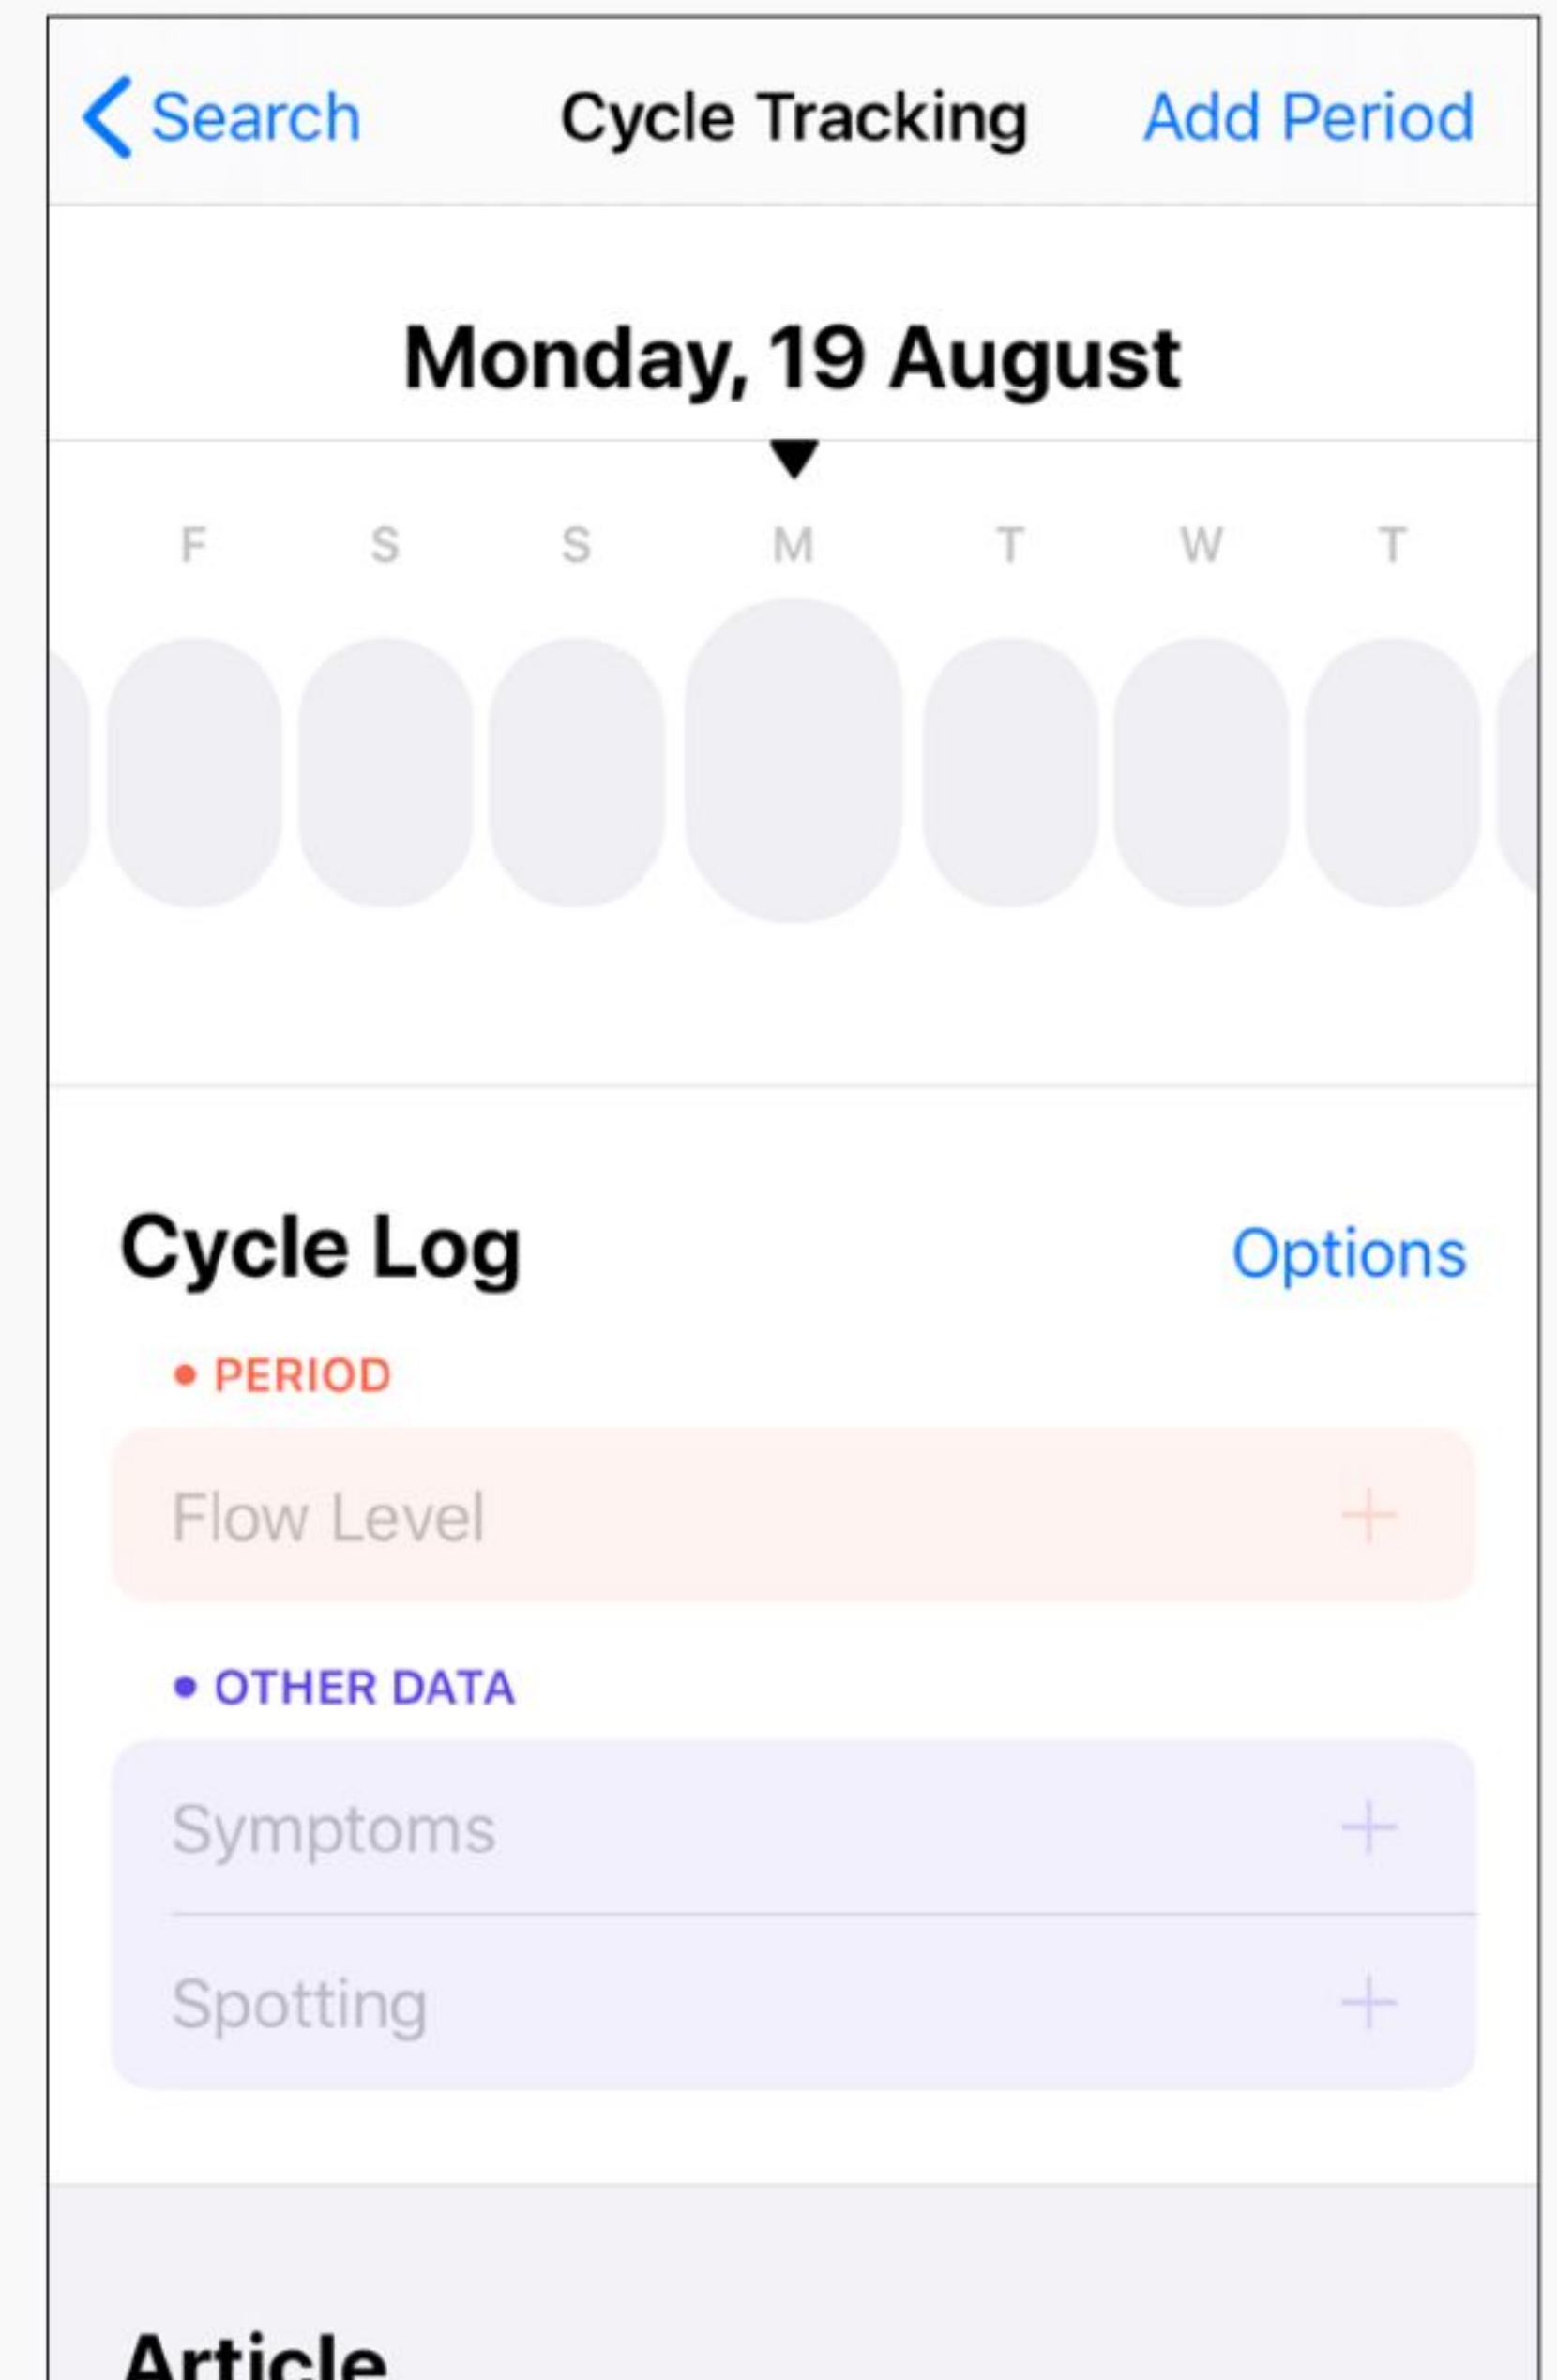 Search Cycle Tracking Add Period
Monday, 19 August
F S S M T W T
Cycle Log Options
PERIOD
Flow Level
OTHER DATA
Symptoms
Spotting
Article